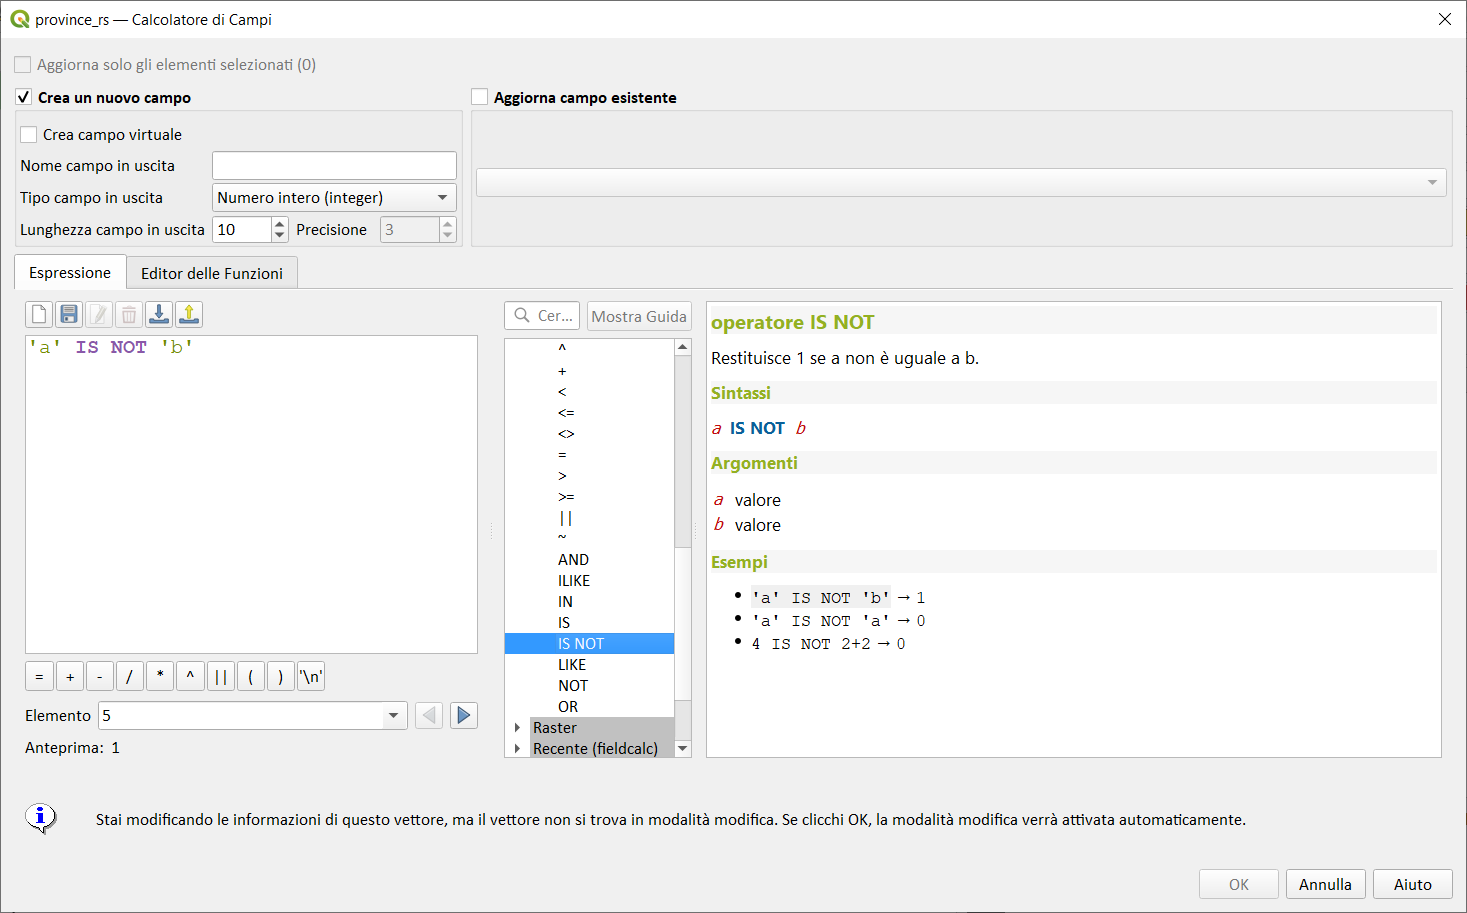 province_rs — Calcolatore di Campi
Aggiorna solo gli elementi selezionati (0)
Crea un nuovo campo
Aggiorna campo esistente
Crea campo virtuale
Nome campo in uscita
Tipo campo in uscita Numero intero (integer)
Lunghezza campo in uscita 10 Precisione 3
Espressione Editor delle Funzioni
Cer... Mostra Guida
'a' IS NOT 'b'
= + - / * ^ || ( ) '\n'
Elemento 5
Anteprima: 1
^
+
<
<=
<>
=
>
>=
||
~
AND
ILIKE
IN
IS
IS NOT
LIKE
NOT
OR
Raster
Recente (fieldcalc)
operatore IS NOT
Restituisce 1 se a non è uguale a b.
Sintassi
a IS NOT b
Argomenti
a valore
b valore
Esempi
• 'a' IS NOT 'b' → 1
• 'a' IS NOT 'a' → 0
• 4 IS NOT 2+2 → 0
Stai modificando le informazioni di questo vettore, ma il vettore non si trova in modalità modifica. Se clicchi OK, la modalità modifica verrà attivata automaticamente.
OK Annulla Aiuto